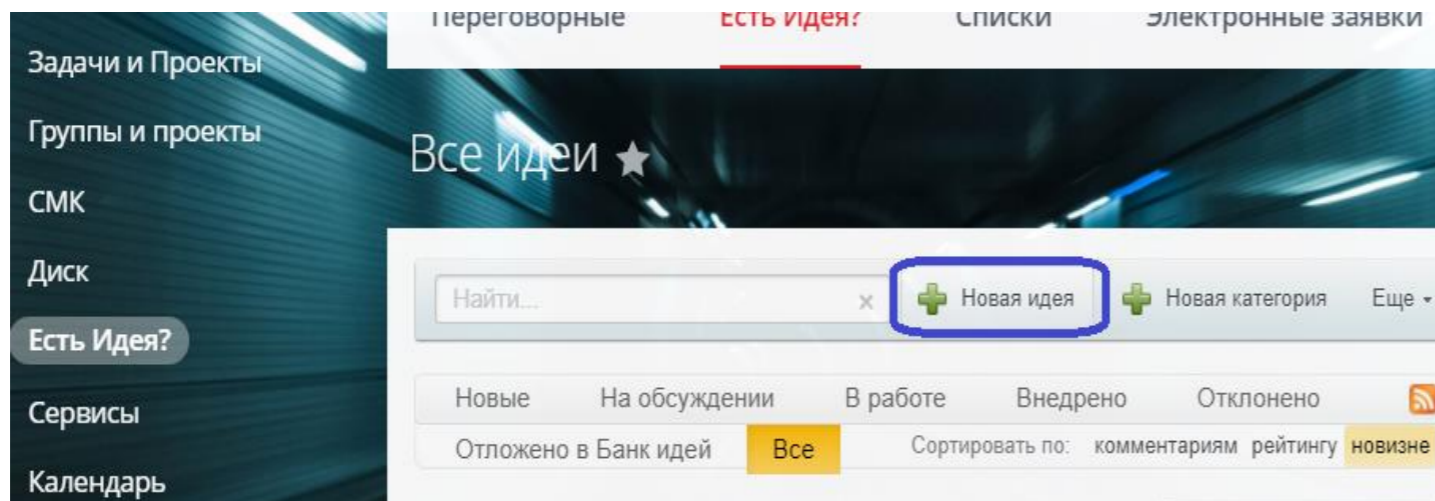 Переговорные Есть Идея? Списки Электронные заявки
Задачи и Проекты
Группы и проекты
СМК
Диск
Есть Идея?
Сервисы
Календарь
Все идеи
Найти... x Новая идея Новая категория Еще
Новые На обсуждении В работе Внедрено Отклонено
Отложено в Банк идей Все Сортировать по: комментариям рейтингу новизне